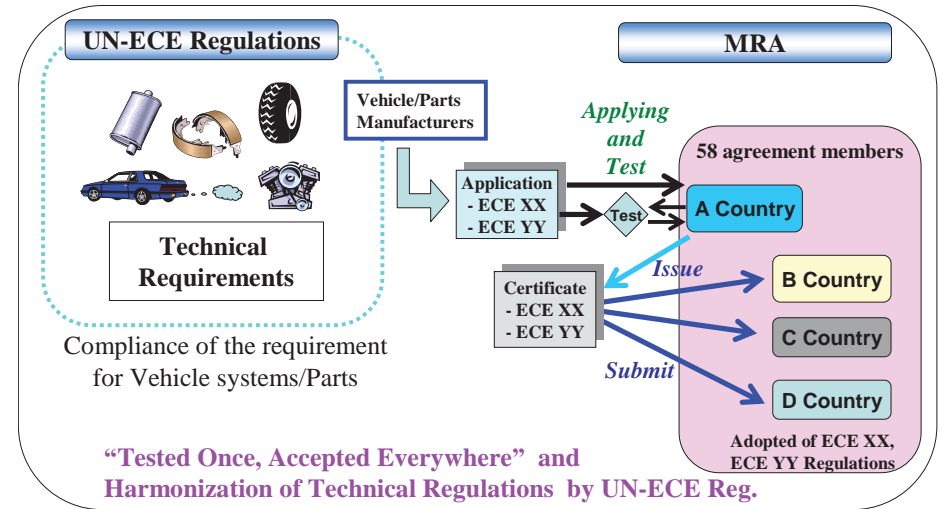 UN-ECE Regulations
MRA
Vehicle/Parts
Manufacturers
Applying
and
Test
58 agreement members
Application
- ECE XX
- ECE YY
Test
A Country
Technical
Requirements
Issue
Certificate
- ECE XX
- ECE YY
B Country
C Country
Submit
D Country
Compliance of the requirement
for Vehicle systems/Parts
Adopted of ECE XX,
ECE YY Regulations
“Tested Once, Accepted Everywhere” and
Harmonization of Technical Regulations by UN-ECE Reg.